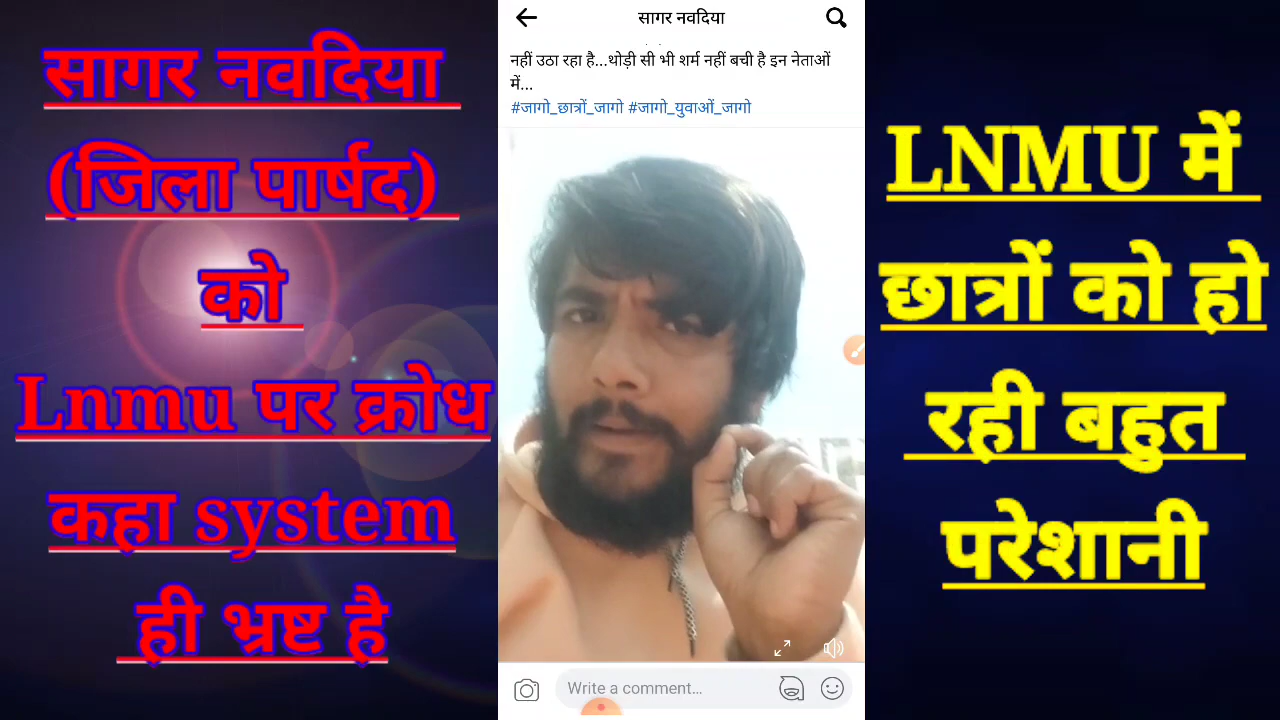 सागर नवदिया
(जिला पार्षद)
को
Lnmu पर क्रोध
कहा system
ही भ्रष्ट है
सागर नवदिया
नहीं उठा रहा है...थोड़ी सी भी शर्म नहीं बची है इन नेताओं
में...
#जागो_छात्रों_जागो #जागो_युवाओं_जागो
Write a comment...
LNMU में
छात्रों को हो
रही बहुत
परेशानी